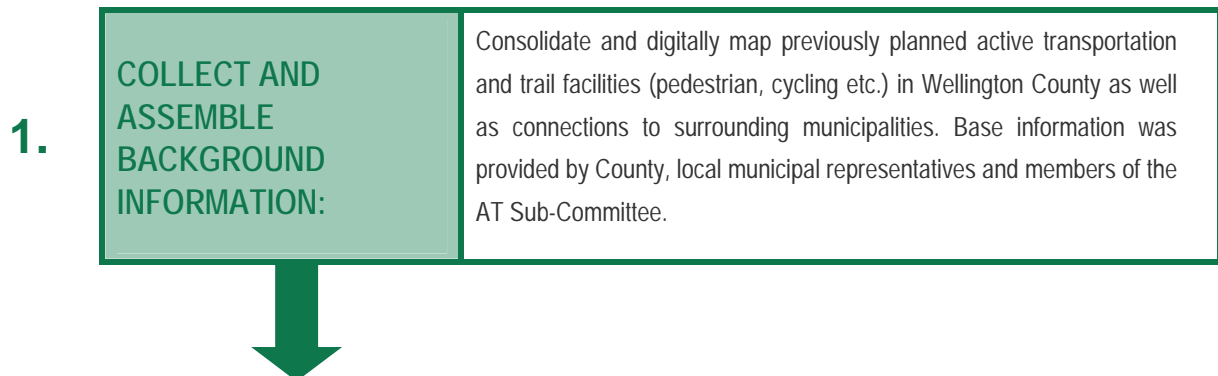 1.
COLLECT AND
ASSEMBLE
BACKGROUND
INFORMATION:
Consolidate and digitally map previously planned active transportation
and trail facilities (pedestrian, cycling etc.) in Wellington County as well
as connections to surrounding municipalities. Base information was
provided by County, local municipal representatives and members of the
AT Sub-Committee.